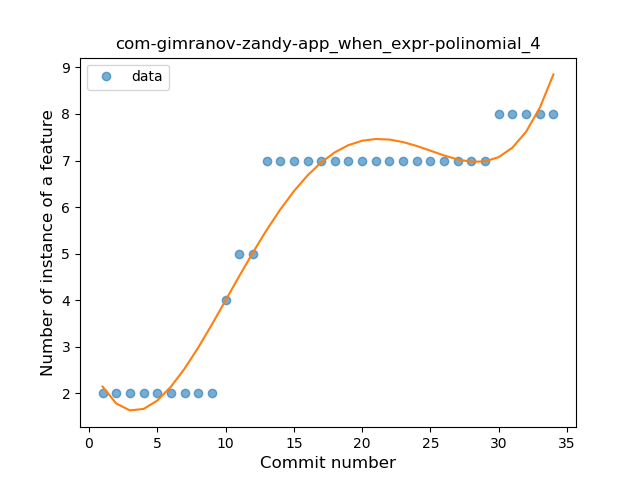 com-gimranov-zandy-app_when_expr-polinomial_4
data
Number of instance of a feature
9
8
7
6
5
4
3
2
0 5 10 15 20 25 30 35
Commit number